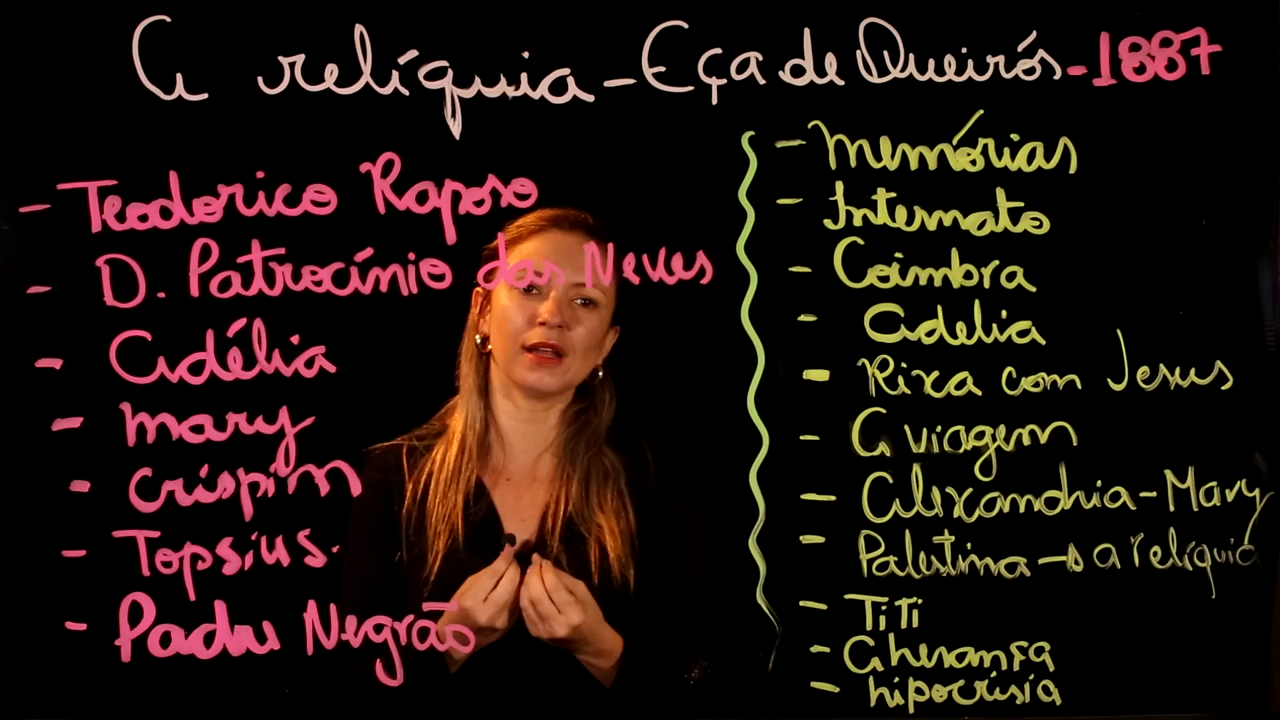 A relíquia - Eça de Queirós - 1887
- Teodorico Raposo
- D. Patrocínio das Neves
- Adélia
- Mary
- Crispim
- Topsius.
- Padre Negrão
- Memórias
- Internato
- Coimbra
- Adelia
- Rixa com Jesus
- A viagem
- Alexandria - Mary
- Palestina → a relíquia
- Titi
- A herança
- hipocrisia